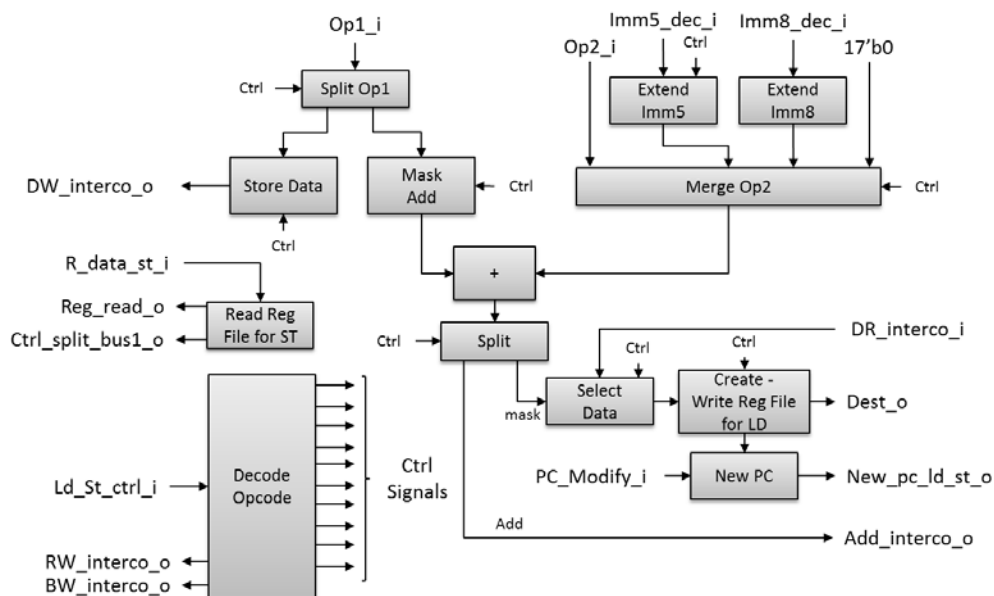 Op1_i
Imm5_dec_i
Imm8_dec_i
Op2_i
Ctrl
17'b0
Ctrl
Split Op1
Extend
Imm5
Extend
Imm8
DW_interco_o
Store Data
Mask
Add
Ctrl
Merge Op2
Ctrl
Ctrl
R_data_st_i
+
Reg_read_o
Read Reg
File for ST
Ctrl_split_bus1_o
Ctrl
Split
DR_interco_i
Ctrl
Ctrl
mask
Select
Data
Create -
Write Reg File
for LD
Dest_o
Ld_St_ctrl_i
Decode
Opcode
Ctrl
Signals
PC_Modify_i
New PC
New_pc_ld_st_o
Add
Add_interco_o
RW_interco_o
BW_interco_o